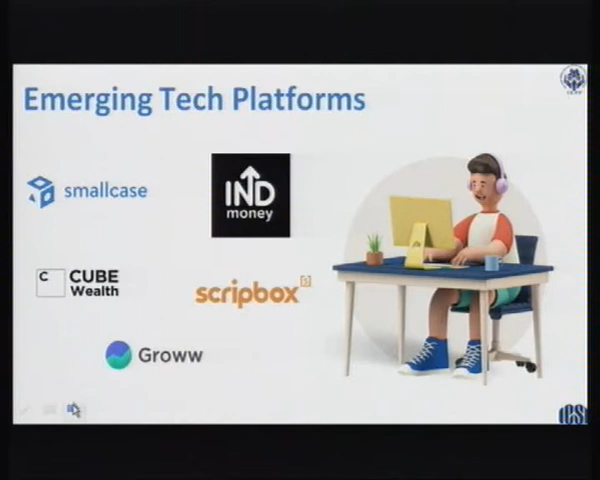 Emerging Tech Platforms
smallcase
IND
money
C
CUBE
Wealth
scripbox
s
Groww